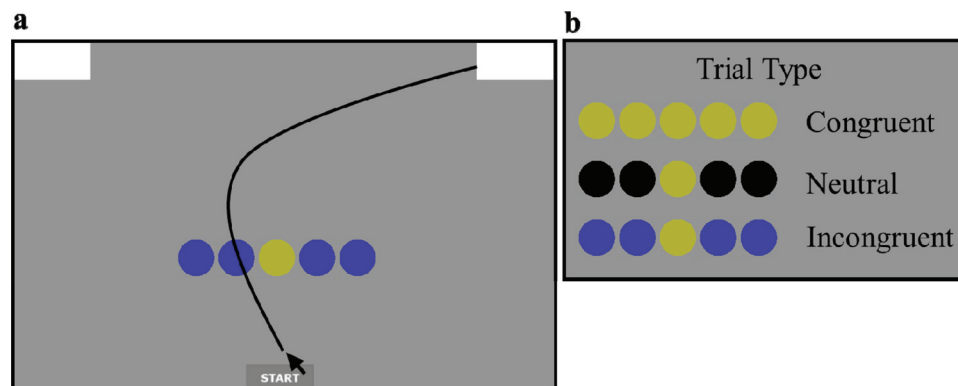 a
START
b
Trial Type
Congruent
Neutral
Incongruent